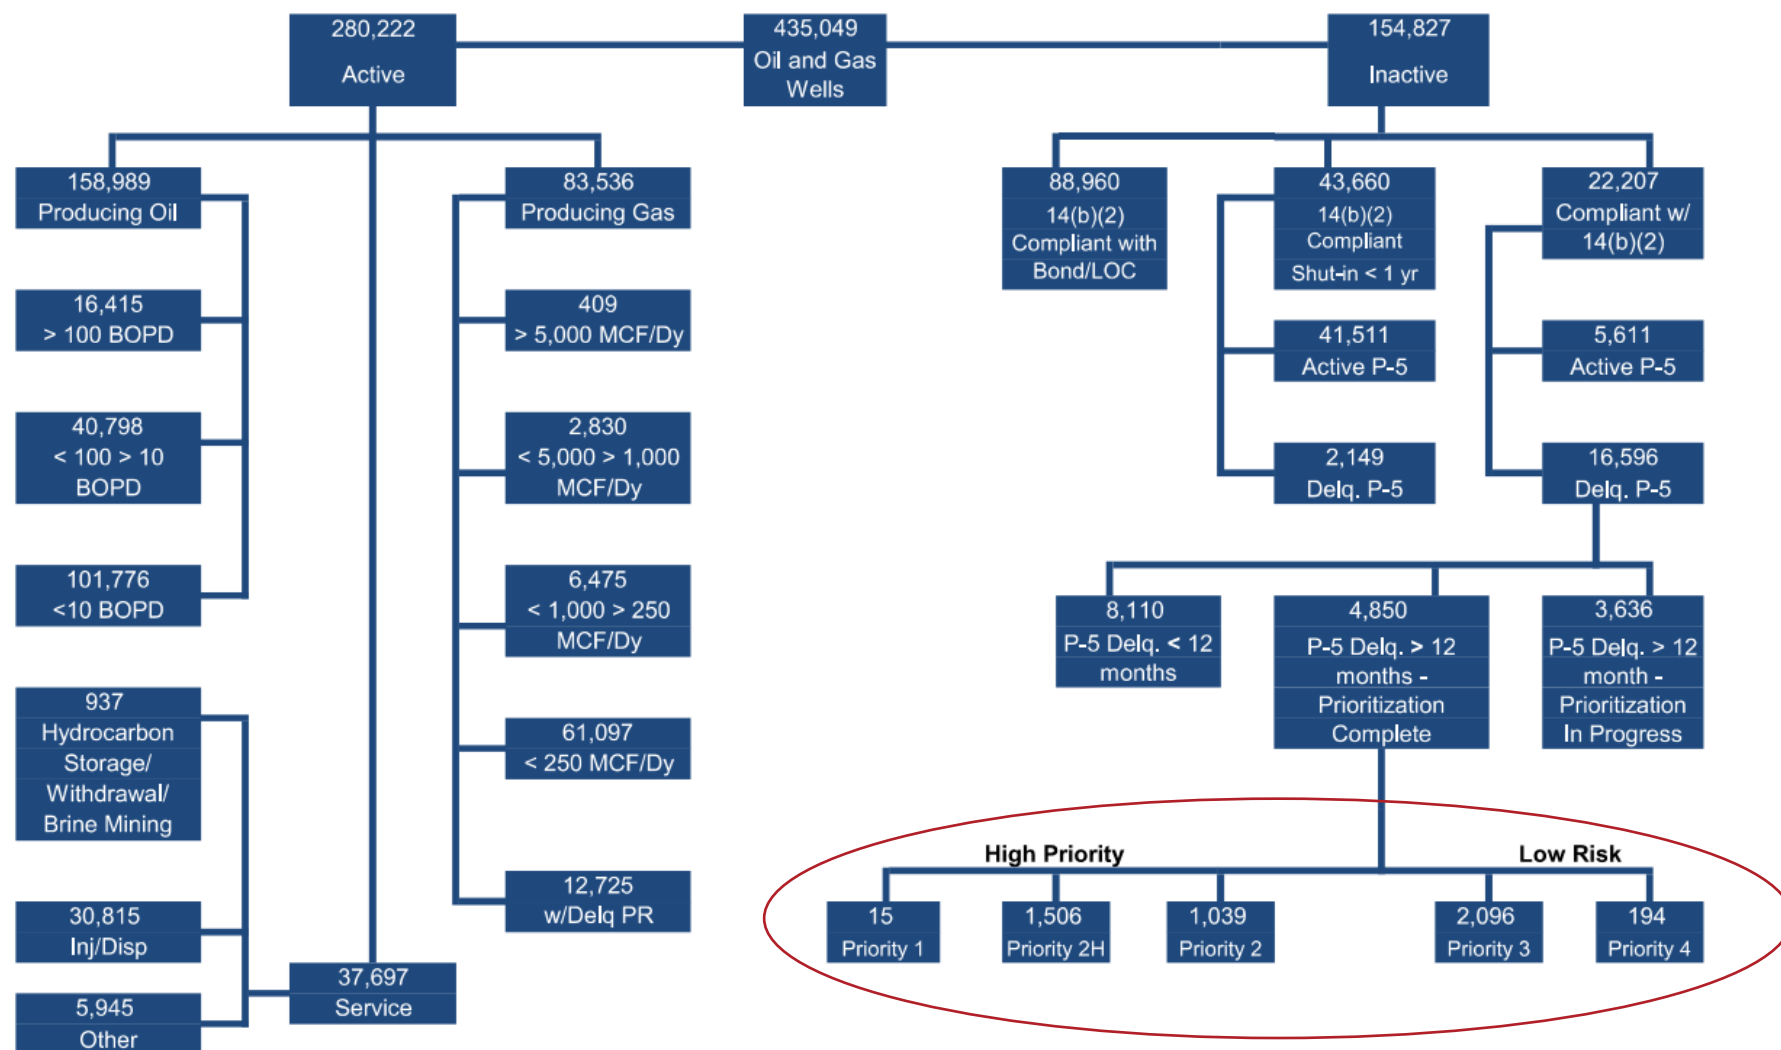 280,222
Active
435,049
Oil and Gas
Wells
154,827
Inactive
158,989
Producing Oil
16,415
> 100 BOPD
40,798
< 100 > 10
BOPD
101,776
<10 BOPD
937
Hydrocarbon
Storage/
Withdrawal/
Brine Mining
30,815
Inj/Disp
5,945
Other
37,697
Service
83,536
Producing Gas
409
> 5,000 MCF/Dy
2,830
< 5,000 > 1,000
MCF/Dy
6,475
< 1,000 > 250
MCF/Dy
61,097
< 250 MCF/Dy
12,725
w/Delq PR
88,960
14(b)(2)
Compliant with
Bond/LOC
43,660
14(b)(2)
Compliant
Shut-in < 1 yr
41,511
Active P-5
2,149
Delq. P-5
22,207
Compliant w/
14(b)(2)
5,611
Active P-5
16,596
Delq. P-5
8,110
P-5 Delq. < 12
months
4,850
P-5 Delq. > 12
months -
Prioritization
Complete
3,636
P-5 Delq. > 12
month -
Prioritization
In Progress
High Priority
Low Risk
15
Priority 1
1,506
Priority 2H
1,039
Priority 2
2,096
Priority 3
194
Priority 4